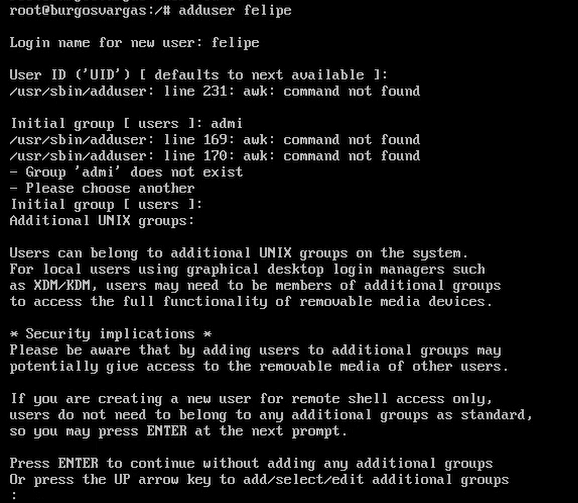 root@burgosvargas:/# adduser felipe
Login name for new user: felipe
User ID ('UID') [ defaults to next available ]:
/usr/sbin/adduser: line 231: awk: command not found
Initial group [ users ]: admi
/usr/sbin/adduser: line 169: awk: command not found
/usr/sbin/adduser: line 170: awk: command not found
- Group 'admi' does not exist
- Please choose another
Initial group [ users ]:
Additional UNIX groups:
Users can belong to additional UNIX groups on the system.
For local users using graphical desktop login managers such
as XDM/KDM, users may need to be members of additional groups
to access the full functionality of removable media devices.
* Security implications *
Please be aware that by adding users to additional groups may
potentially give access to the removable media of other users.
If you are creating a new user for remote shell access only,
users do not need to belong to any additional groups as standard,
so you may press ENTER at the next prompt.
Press ENTER to continue without adding any additional groups
Or press the UP arrow key to add/select/edit additional groups
: